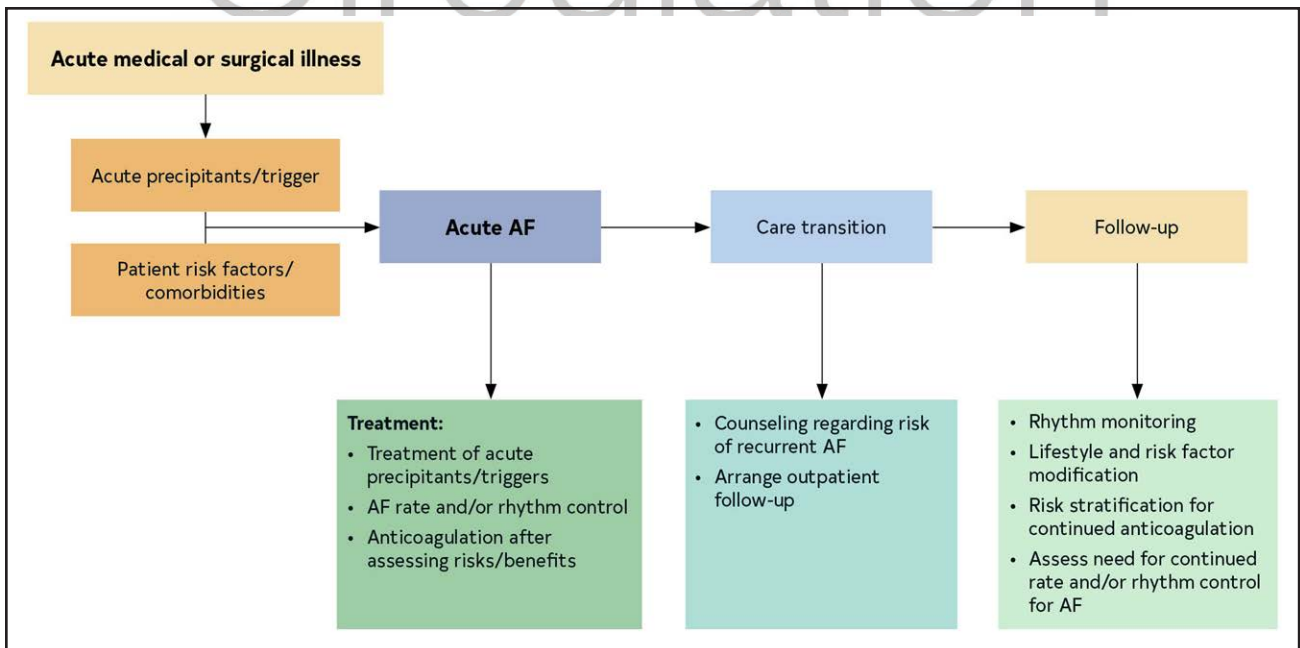 Circulation
Acute medical or surgical illness
Acute precipitants/trigger
Patient risk factors/
comorbidities
Acute AF
Care transition
Follow-up
Treatment:
• Treatment of acute
precipitants/triggers
• AF rate and/or rhythm control
• Anticoagulation after
assessing risks/benefits
• Counseling regarding risk
of recurrent AF
• Arrange outpatient
follow-up
• Rhythm monitoring
• Lifestyle and risk factor
modification
• Risk stratification for
continued anticoagulation
• Assess need for continued
rate and/or rhythm control
for AF